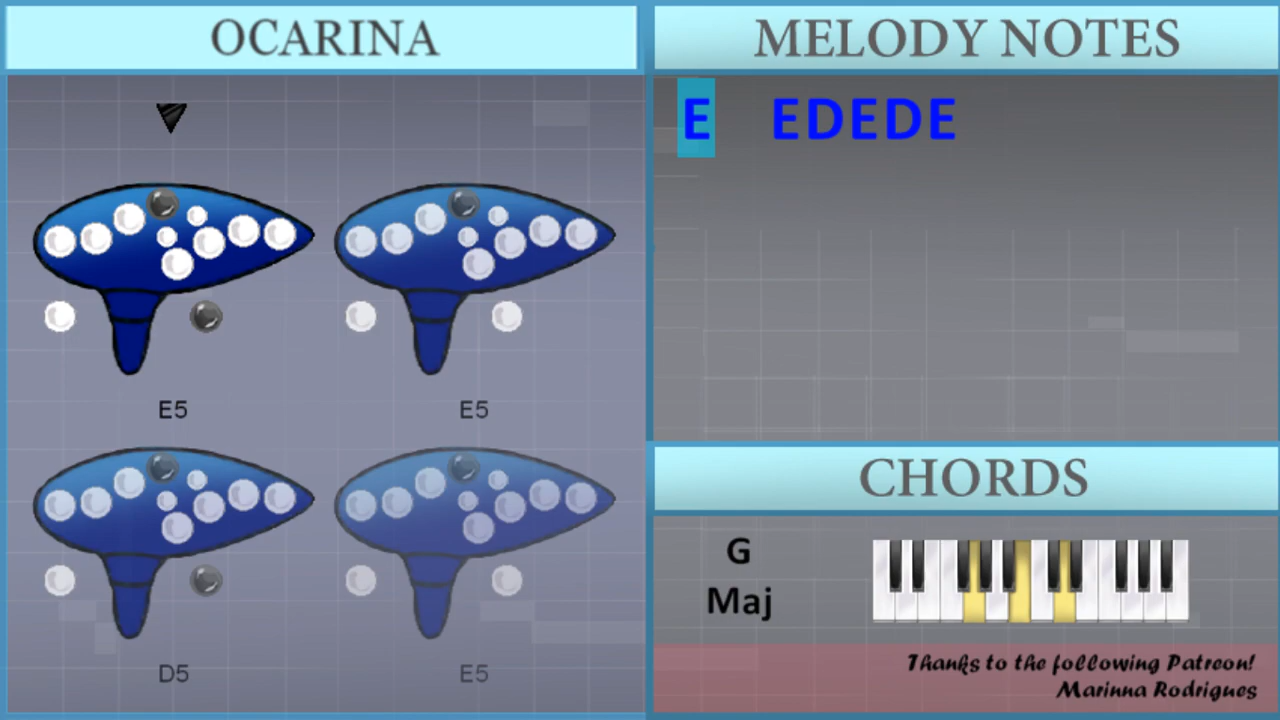 OCARINA
E5
E5
D5
E5
MELODY NOTES
E EDEDE
CHORDS
G
Maj
Thanks to the following Patreon!
Marinna Rodrigues